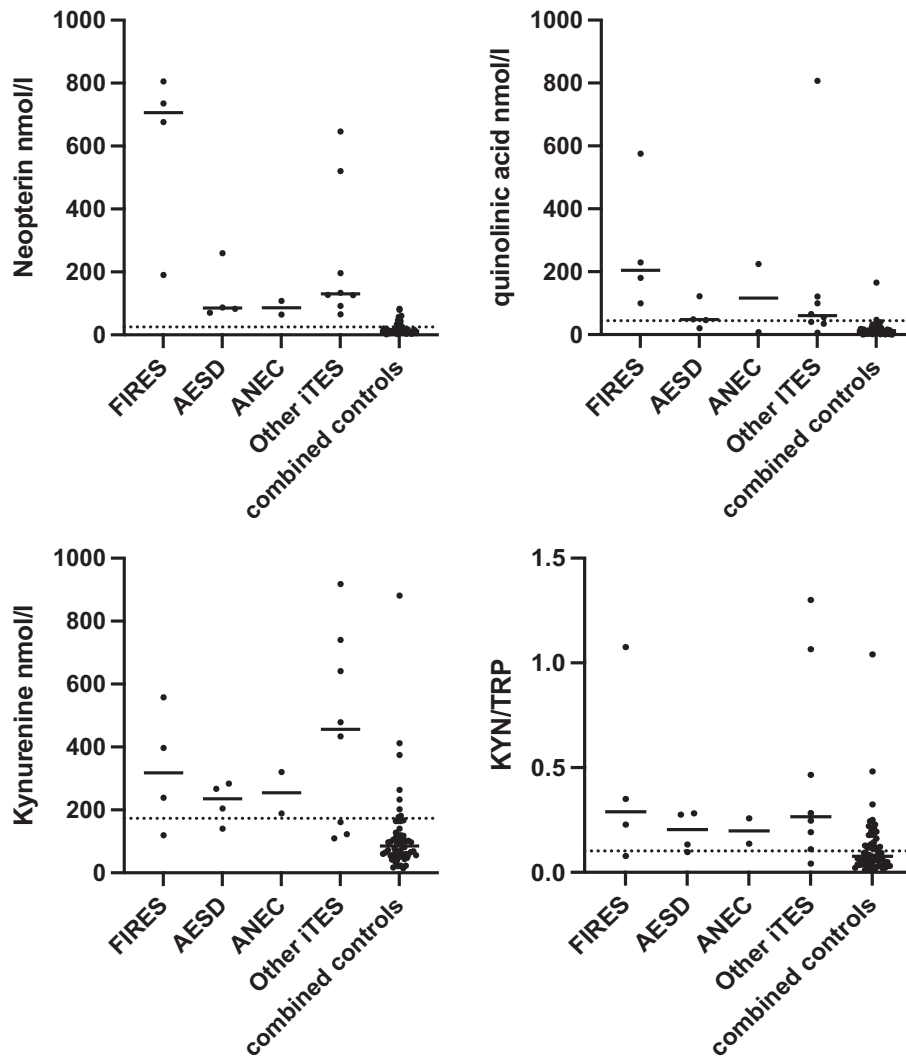 Neopterin nmol/l
1000
800
600
400
200
0
FIRES
AESD
ANEC
Other iTES
combined controls
quinolinic acid nmol/l
1000
800
600
400
200
0
FIRES
AESD
ANEC
Other ITES
combined controls
Kynurenine nmol/l
1000
800
600
400
200
0
FIRES
AESD
ANEC
Other iTES
combined controls
KYN/TRP
1.5
1.0
0.5
0.0
FIRES
AESD
ANEC
Other iTES
combined controls